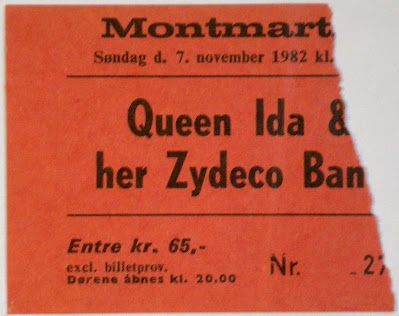 Montmart
Søndag d. 7. november 1982 kl.
Queen Ida &
her Zydeco Ban
Entre kr. 65,-
excl. billetprov.
Dørene åbnes kl. 20.00
Nr. 27